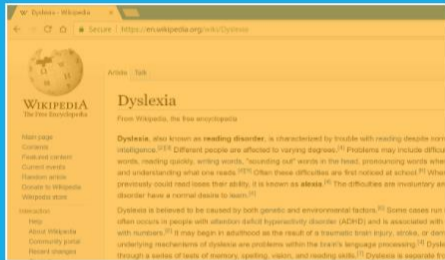 Dyslexia - Wikipedia
Secure https://en.wikipedia.org/wiki/Dyslexia
WIKIPEDIA
The Free Encyclopedia
Main page
Contents
Featured content
Current events
Random article
Donate to Wikipedia
Wikipedia store
Interaction
Help
About Wikipedia
Community portal
Recent changes
Article Talk
Dyslexia
From Wikipedia, the free encyclopedia
Dyslexia, also known as reading disorder, is characterized by trouble with reading despite norm
intelligence.[2][3] Different people are affected to varying degrees.[4] Problems may include difficul
words, reading quickly, writing words, "sounding out" words in the head, pronouncing words when
and understanding what one reads. Often these difficulties are first noticed at school. When
previously could read loses their ability, it is known as alexia. The difficulties are involuntary an
disorder have a normal desire to learn.
Dyslexia is believed to be caused by both genetic and environmental factors. Some cases run
often occurs in people with attention deficit hyperactivity disorder (ADHD) and is associated with
with numbers. It may begin in adulthood as the result of a traumatic brain injury, stroke, or dem
underlying mechanisms of dyslexia are problems within the brain's language processing. Dysle
through a series of tests of memory, spelling, vision, and reading skills. Dyslexia is separate f